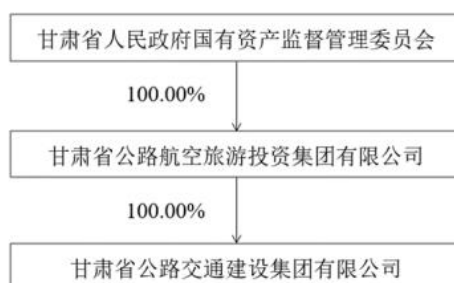 甘肃省人民政府国有资产监督管理委员会
100.00%
甘肃省公路航空旅游投资集团有限公司
100.00%
甘肃省公路交通建设集团有限公司